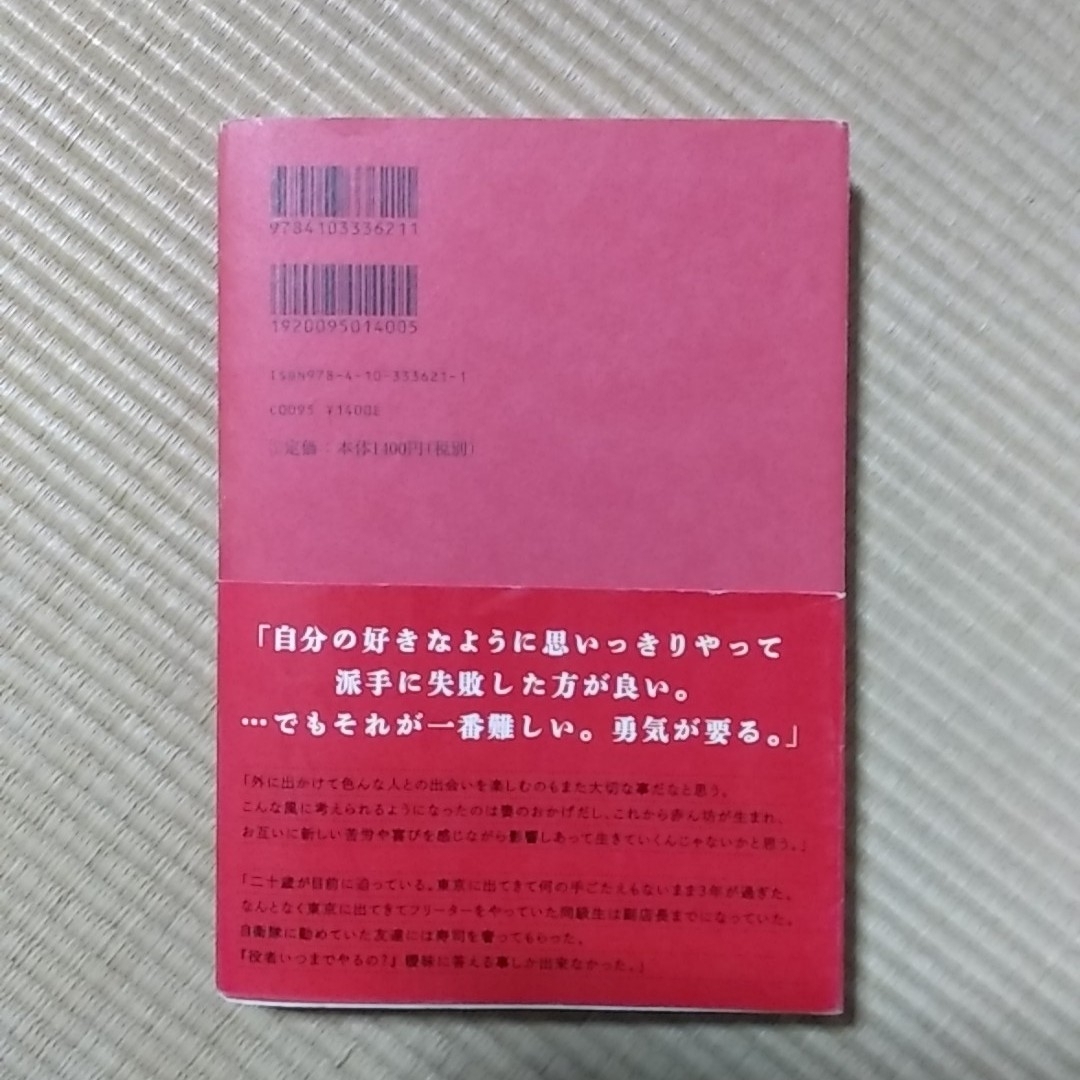 9784103336211
1920095014005
ISBN978-4-10-333621-1
C0095 ¥1400E
定価：本体1400円（税別）
「自分の好きなように思いっきりやって
派手に失敗した方が良い。
…でもそれが一番難しい。勇気が要る。」
「外に出かけて色んな人との出会いを楽しむのもまた大切な事だなと思う。
こんな風に考えられるようになったのは妻のおかげだし、これから赤ん坊が生まれ、
お互いに新しい苦労や喜びを感じながら影響しあって生きていくんじゃないかと思う。」
「二十歳が目前に迫っている。東京に出てきて何の手ごたえもないまま3年が過ぎた。
なんとなく東京に出てきてフリーターをやっていた同級生は副店長までになっていた。
自衛隊に勤めていた友達には寿司を奢ってもらった。
『役者いつまでやるの？』曖昧に答える事しか出来なかった。」